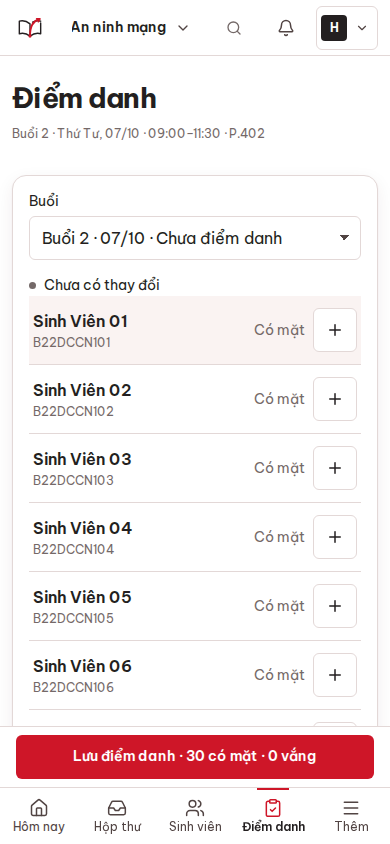 An ninh mạng
H
Điểm danh
Buổi 2 · Thứ Tư, 07/10 · 09:00–11:30 · P.402
Buổi
Buổi 2 · 07/10 · Chưa điểm danh
Chưa có thay đổi
Sinh Viên 01
Có mặt
B22DCCN101
Sinh Viên 02
Có mặt
B22DCCN102
Sinh Viên 03
Có mặt
B22DCCN103
Sinh Viên 04
Có mặt
B22DCCN104
Sinh Viên 05
Có mặt
B22DCCN105
Sinh Viên 06
Có mặt
B22DCCN106
Lưu điểm danh · 30 có mặt · 0 vắng
Hôm nay
Hộp thư
Sinh viên
Điểm danh
Thêm